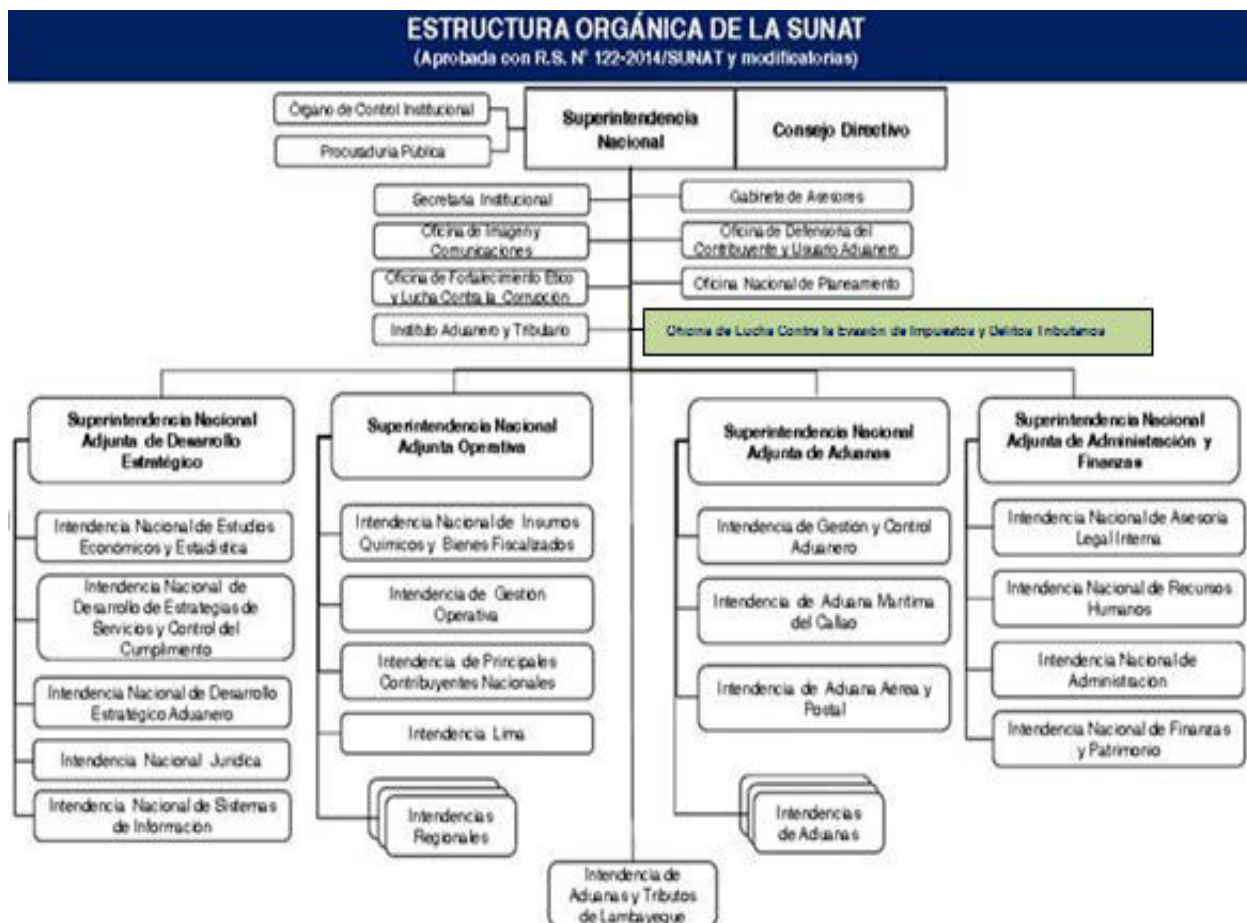 ESTRUCTURA ORGÁNICA DE LA SUNAT
(Aprobada con R.S. N° 122-2014/SUNAT y modificatorias)
Órgano de Control Institucional
Procuraduría Pública
Superintendencia
Nacional
Consejo Directivo
Secretaría Institucional
Gabinete de Asesores
Oficina de Imagen y
Comunicaciones
Oficina de Defensoría del
Contribuyente y Usuario Aduanero
Oficina de Fortalecimiento Ético
y Lucha Contra la Corrupción
Oficina Nacional de Planeamiento
Instituto Aduanero y Tributario
Oficina de Lucha Contra la Evasión de Impuestos y Delitos Tributarios
Superintendencia Nacional
Adjunta de Desarrollo
Estratégico
Intendencia Nacional de Estudios
Económicos y Estadística
Intendencia Nacional de
Desarrollo de Estrategias de
Servicios y Control del
Cumplimiento
Intendencia Nacional de Desarrollo
Estratégico Aduanero
Intendencia Nacional Jurídica
Intendencia Nacional de Sistemas
de Información
Superintendencia Nacional
Adjunta Operativa
Intendencia Nacional de Insumos
Químicos y Bienes Fiscalizados
Intendencia de Gestión
Operativa
Intendencia de Principales
Contribuyentes Nacionales
Intendencia Lima
Intendencias
Regionales
Superintendencia Nacional
Adjunta de Aduanas
Intendencia de Gestión y Control
Aduanero
Intendencia de Aduana Marítima
del Callao
Intendencia de Aduana Aérea y
Postal
Intendencias
de Aduanas
Superintendencia Nacional
Adjunta de Administración y
Finanzas
Intendencia Nacional de Asesoría
Legal Interna
Intendencia Nacional de Recursos
Humanos
Intendencia Nacional de
Administración
Intendencia Nacional de Finanzas
y Patrimonio
Intendencia de
Aduanas y Tributos
de Lambayeque